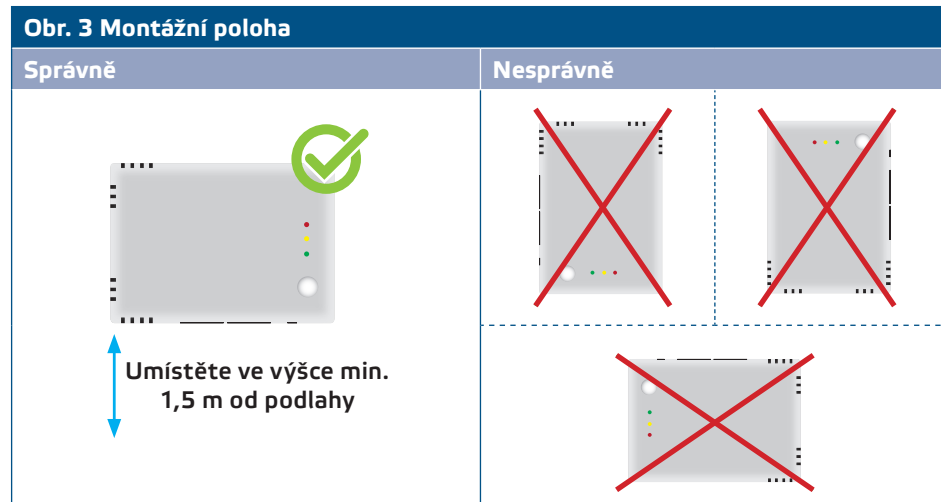 Obr. 3 Montážní poloha
Správně
Nesprávně
Umístěte ve výšce min.
1,5 m od podlahy